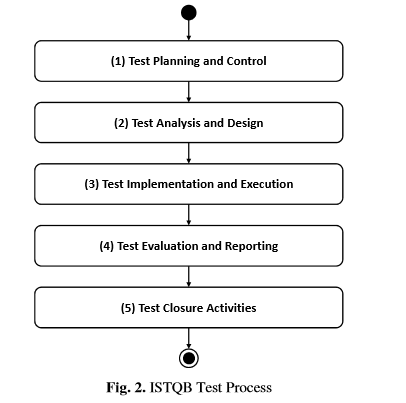 (1) Test Planning and Control
(2) Test Analysis and Design
(3) Test Implementation and Execution
(4) Test Evaluation and Reporting
(5) Test Closure Activities
Fig. 2. ISTQB Test Process